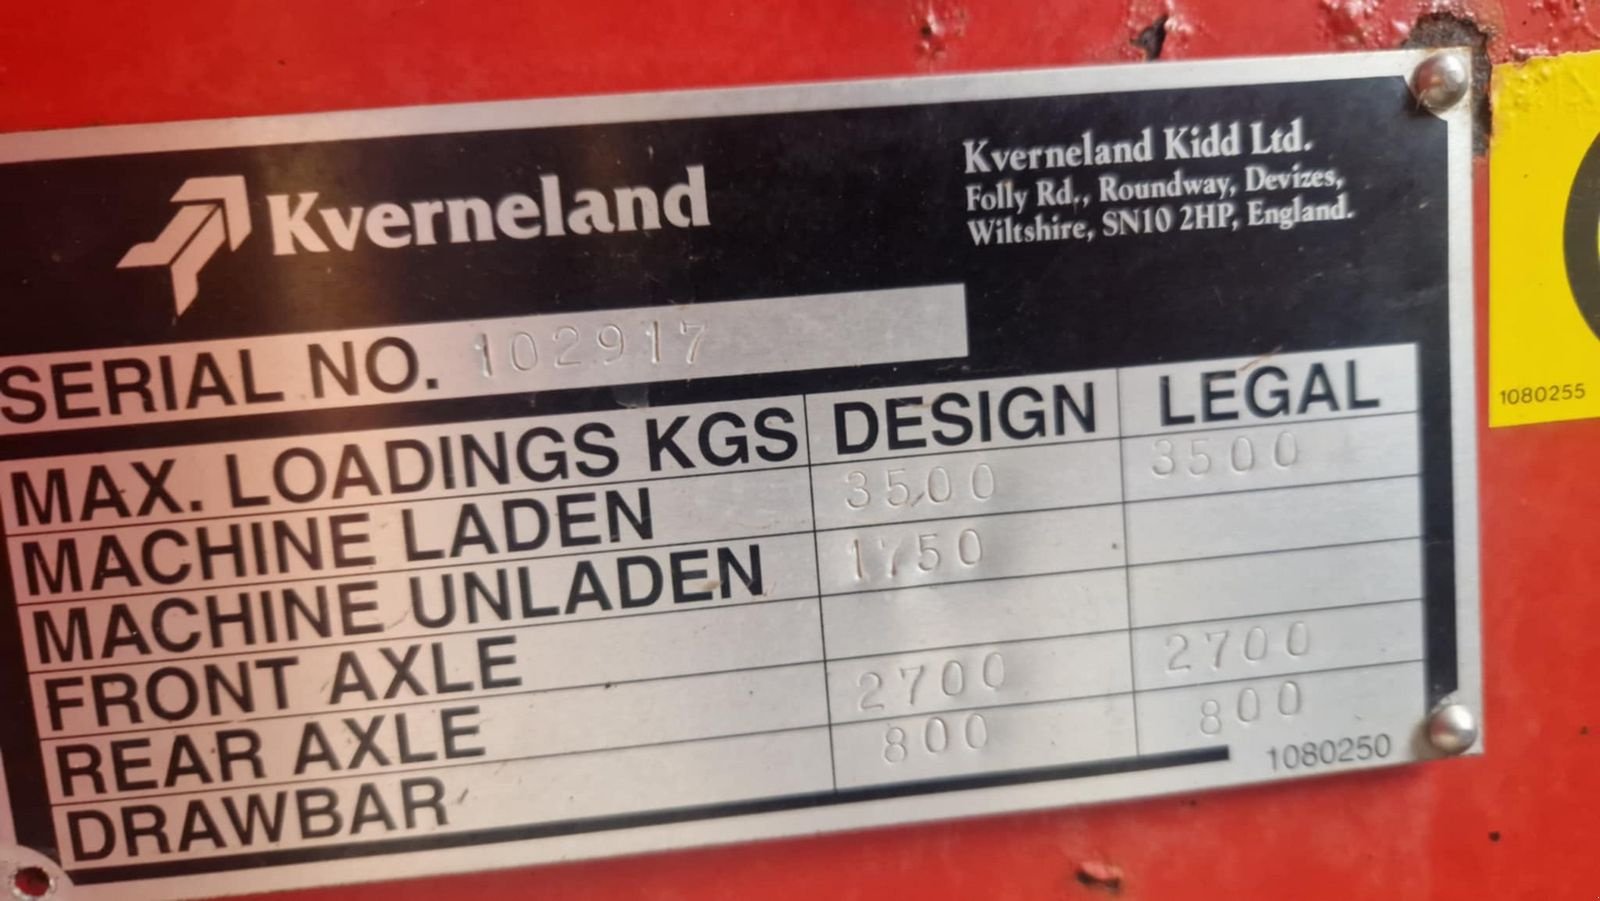 Kverneland
Kverneland Kidd Ltd.
Folly Rd., Roundway, Devizes,
Wiltshire, SN10 2HP, England.
SERIAL NO. 102917
MAX. LOADINGS KGS DESIGN LEGAL
MACHINE LADEN 3500 3500
MACHINE UNLADEN 1750
FRONT AXLE
REAR AXLE 2700 2700
DRAWBAR 800 800
1080250
1080255